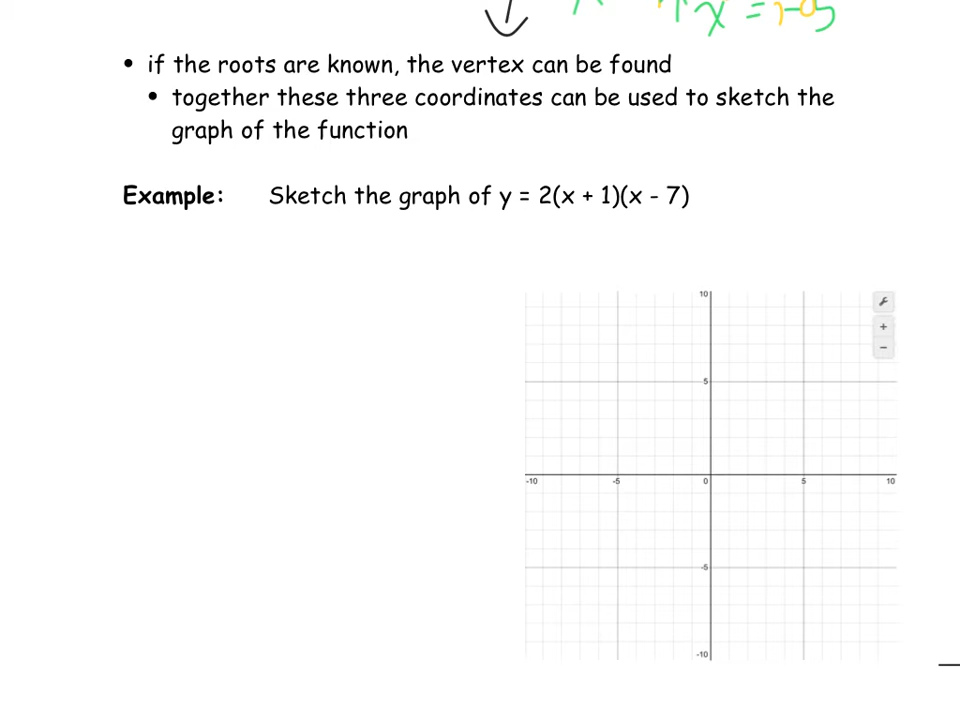 x = 
• if the roots are known, the vertex can be found
• together these three coordinates can be used to sketch the
graph of the function
Example: Sketch the graph of y = 2(x + 1)(x - 7)
10
+
-
5
-10 -5 0 5 10
-5
-10